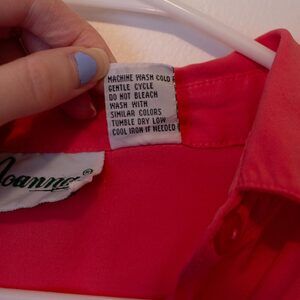 MACHINE WASH COLD
GENTLE CYCLE
DO NOT BLEACH
WASH WITH
SIMILAR COLORS
TUMBLE DRY LOW
COOL IRON IF NEEDED
Joanna®